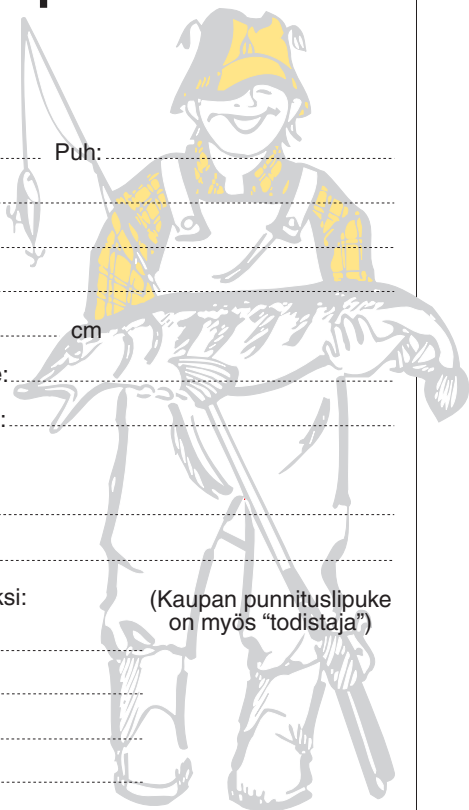 Puh:
cm
:
:
ksi:
(Kaupan punnituslipuke
on myös “todistaja”)